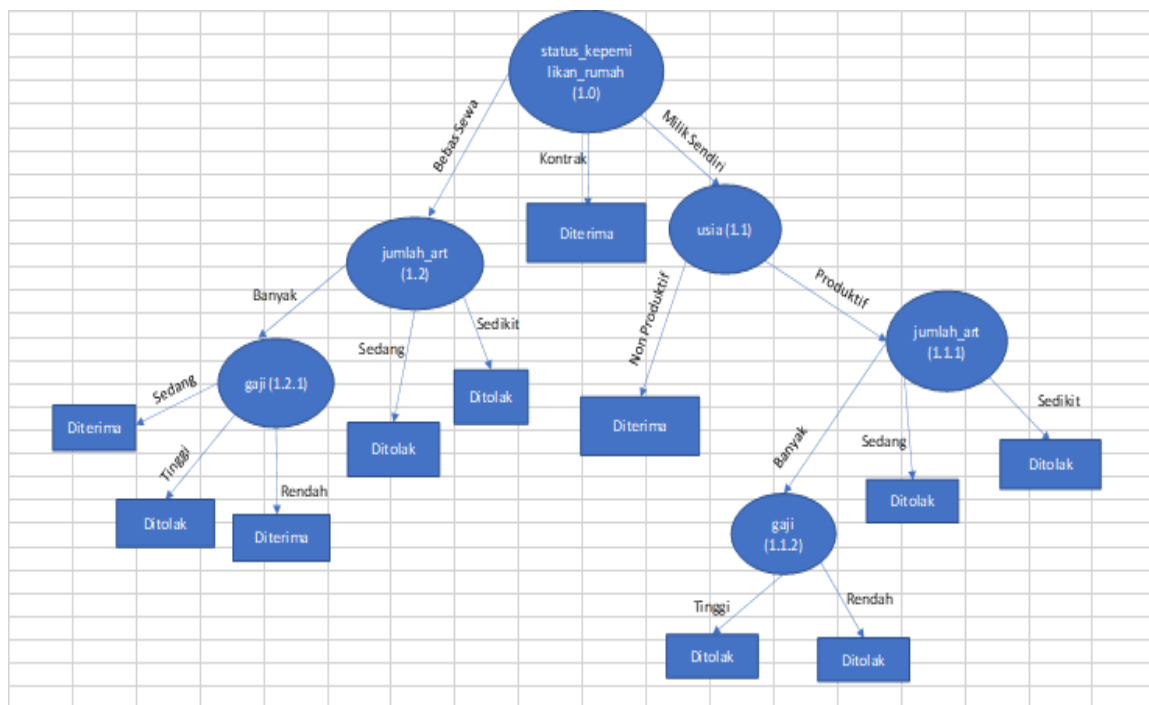 status_kepemi
likan_rumah
(1.0)
Bebas Sewa
Kontrak
Milik Sendiri
Diterima
usia (1.1)
jumlah_art
(1.2)
Banyak
Sedang
Sedikit
Non Produktif
Produktif
jumlah_art
(1.1.1)
gaji (1.2.1)
Sedang
Diterima
Tinggi
Rendah
Ditolak
Diterima
Ditolak
Ditolak
Diterima
Banyak
Sedang
Sedikit
Ditolak
Ditolak
gaji
(1.1.2)
Tinggi
Rendah
Ditolak
Ditolak